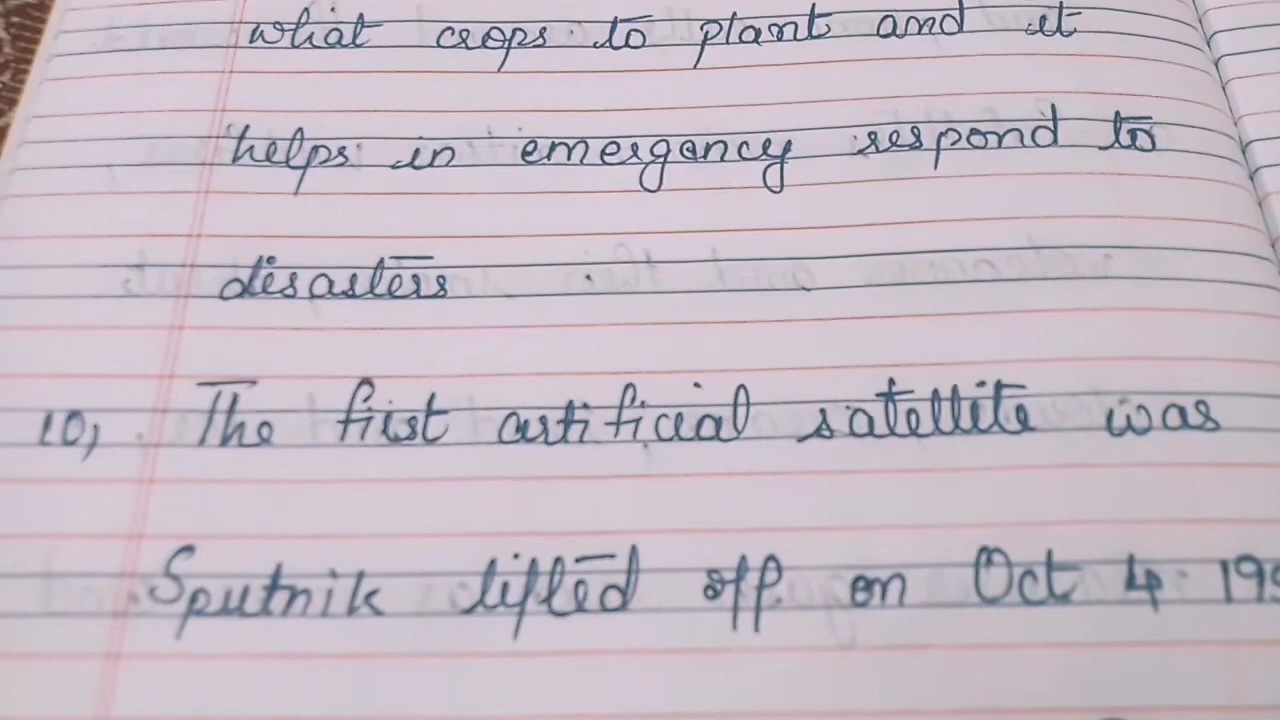 what crops to plant and it
helps in emergency respond to
disasters
10, The first artificial satellite was
Sputnik lifted off on Oct 4 195